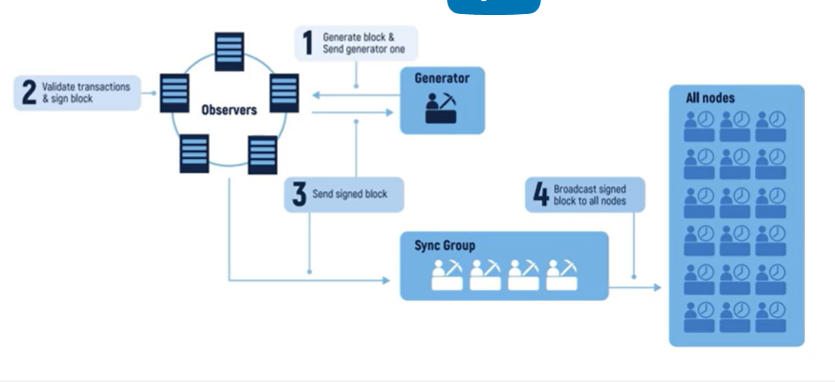 1 Generate block &
Send generator one
2 Validate transactions
& sign block
Observers
Generator
All nodes
3 Send signed block
4 Broadcast signed
block to all nodes
Sync Group